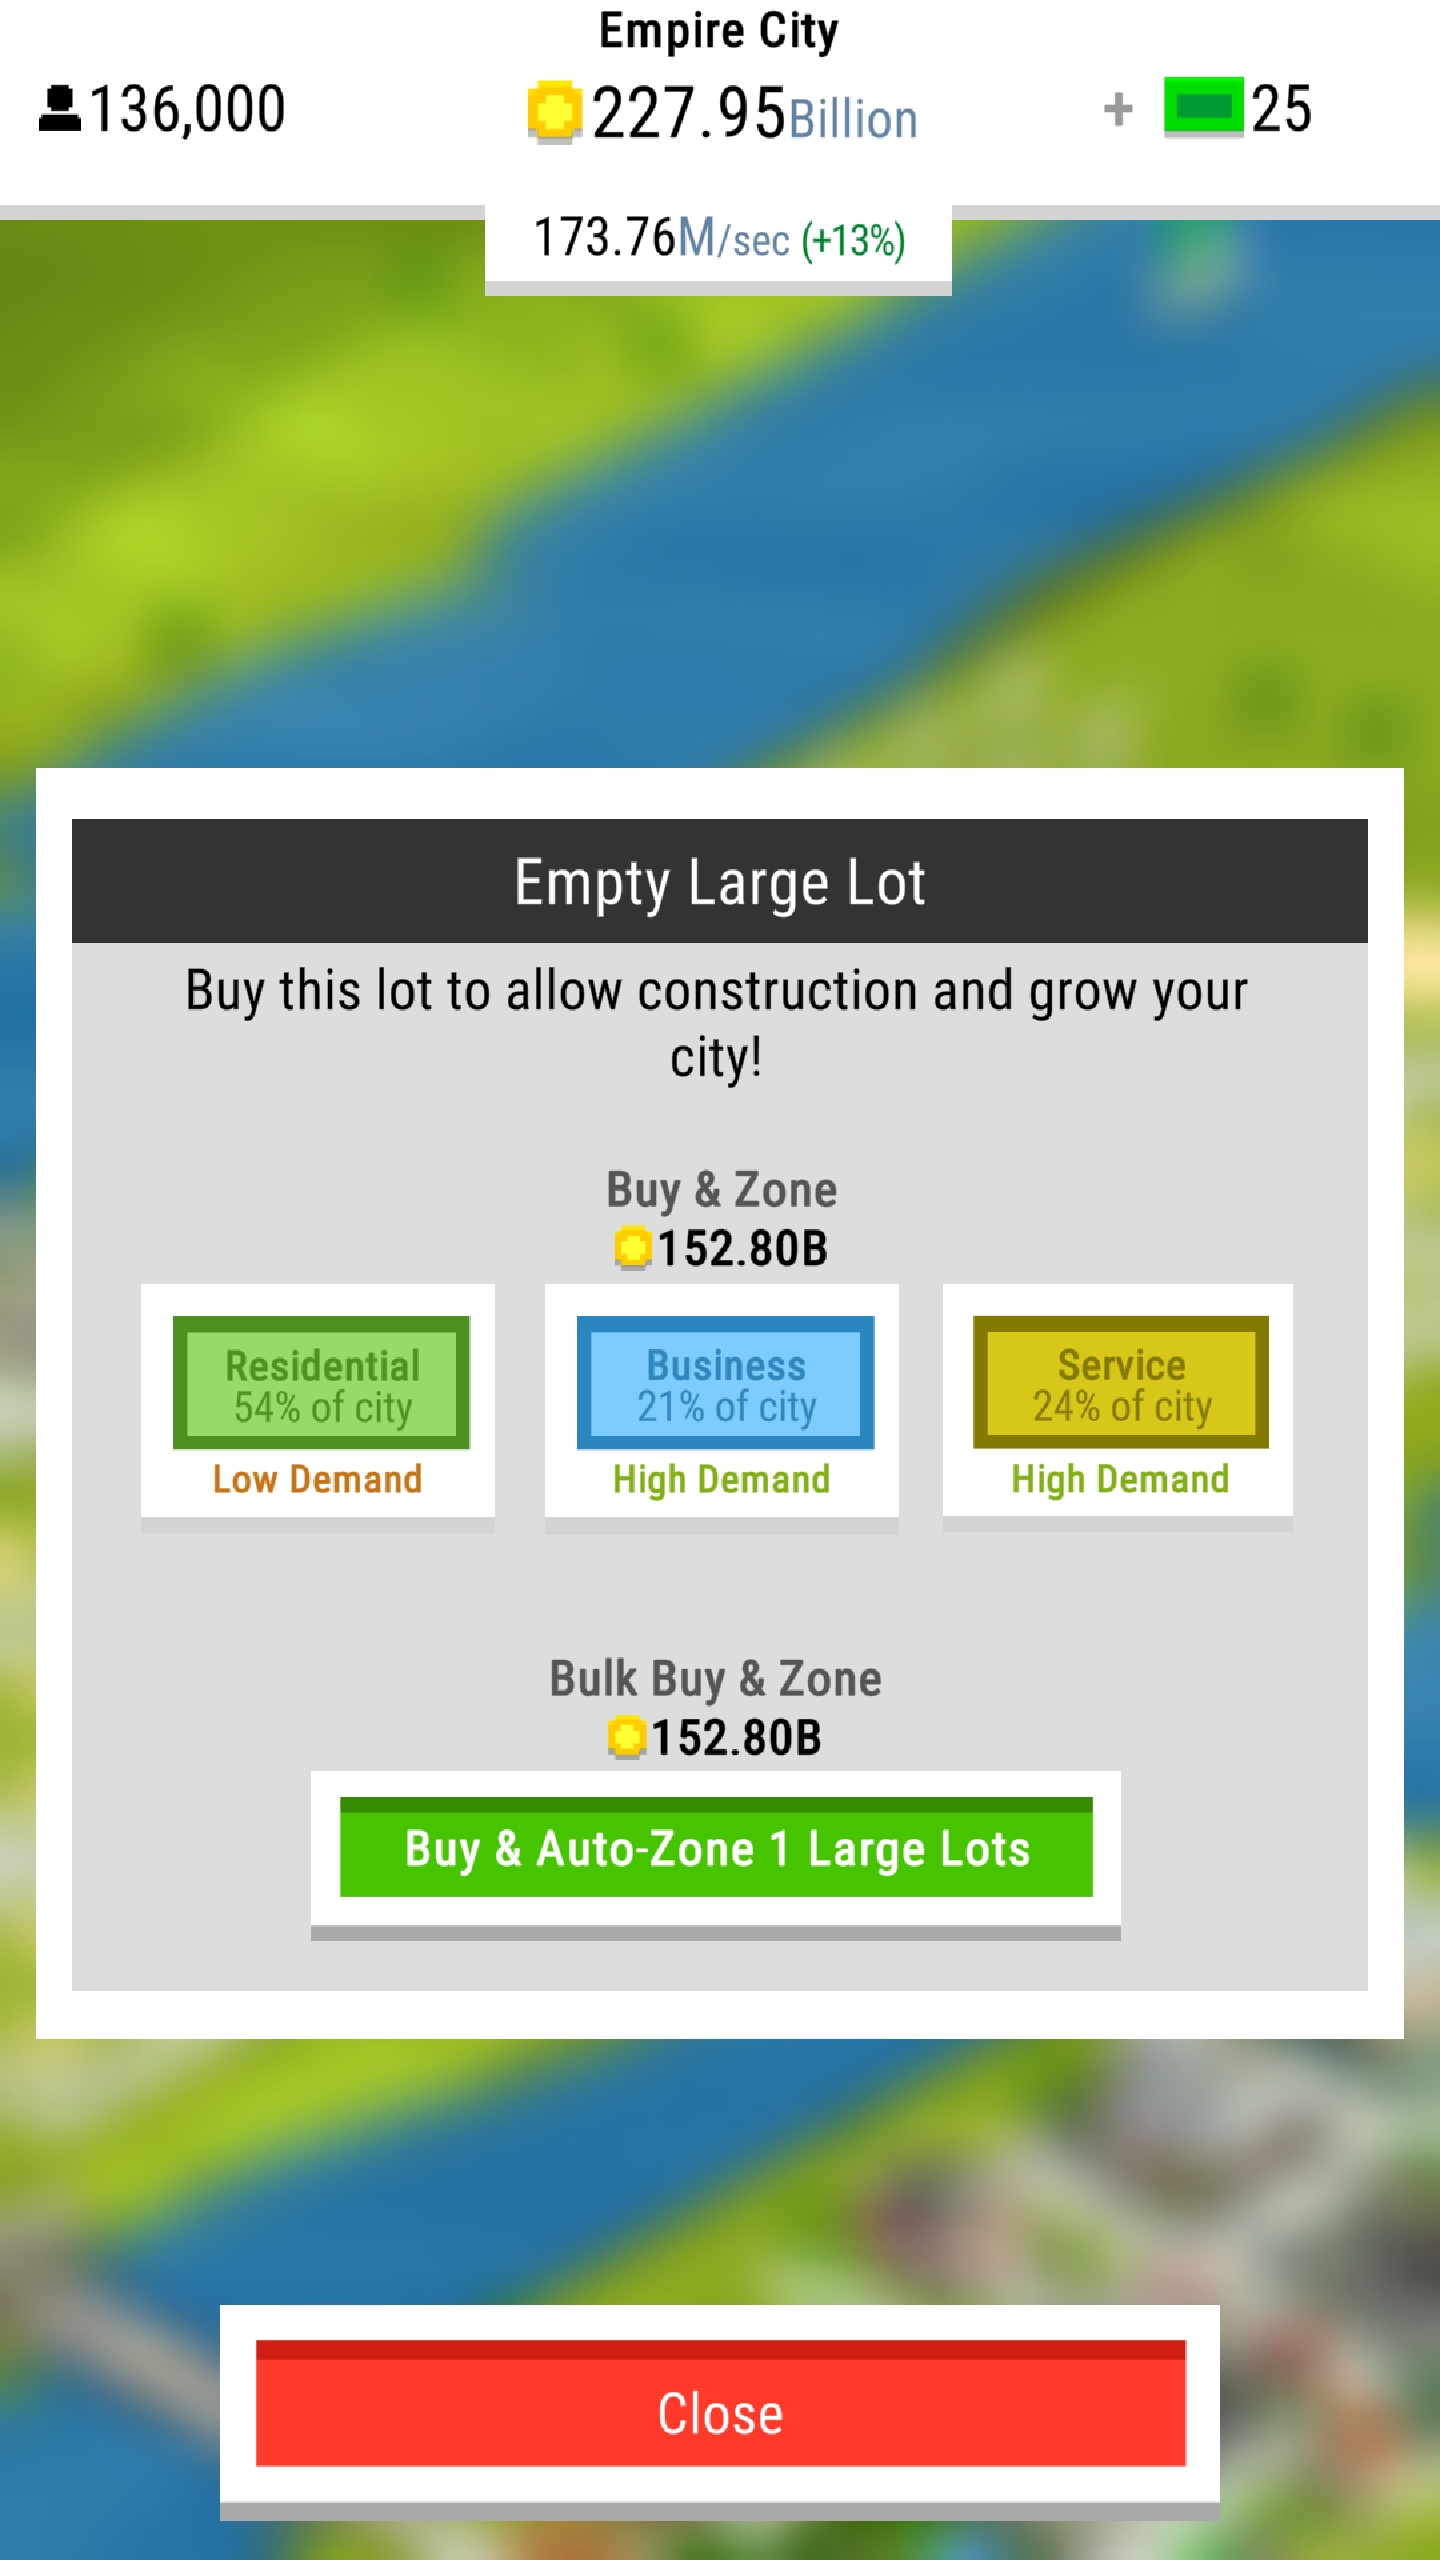 Empire City
136,000
227.95Billion
+ 25
173.76M/sec (+13%)
Empty Large Lot
Buy this lot to allow construction and grow your
city!
Buy & Zone
152.80B
Residential
54% of city
Low Demand
Business
21% of city
High Demand
Service
24% of city
High Demand
Bulk Buy & Zone
152.80B
Buy & Auto-Zone 1 Large Lots
Close